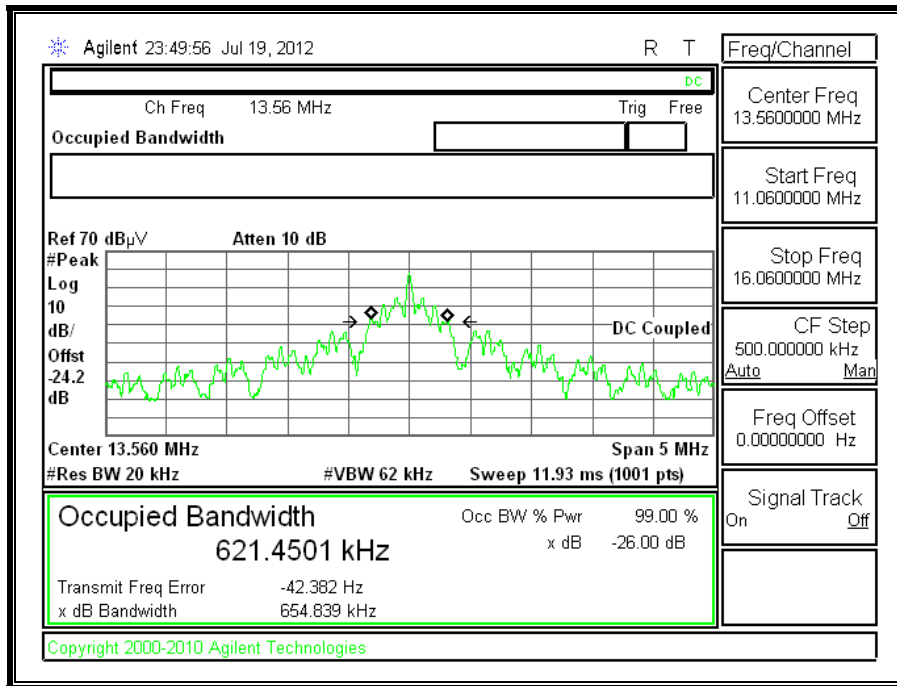 Agilent 23:49:56 Jul 19, 2012 R T
DC
Ch Freq 13.56 MHz Trig Free
Occupied Bandwidth
Ref 70 dBµV Atten 10 dB
#Peak
Log
10
dB/
Offst
-24.2
dB
DC Coupled
Center 13.560 MHz Span 5 MHz
#Res BW 20 kHz #VBW 62 kHz Sweep 11.93 ms (1001 pts)
Occupied Bandwidth Occ BW % Pwr 99.00 %
621.4501 kHz x dB -26.00 dB
Transmit Freq Error -42.382 Hz
x dB Bandwidth 654.839 kHz
Copyright 2000-2010 Agilent Technologies
Freq/Channel
Center Freq
13.5600000 MHz
Start Freq
11.0600000 MHz
Stop Freq
16.0600000 MHz
CF Step
500.000000 kHz
Auto Man
Freq Offset
0.00000000 Hz
Signal Track
On Off